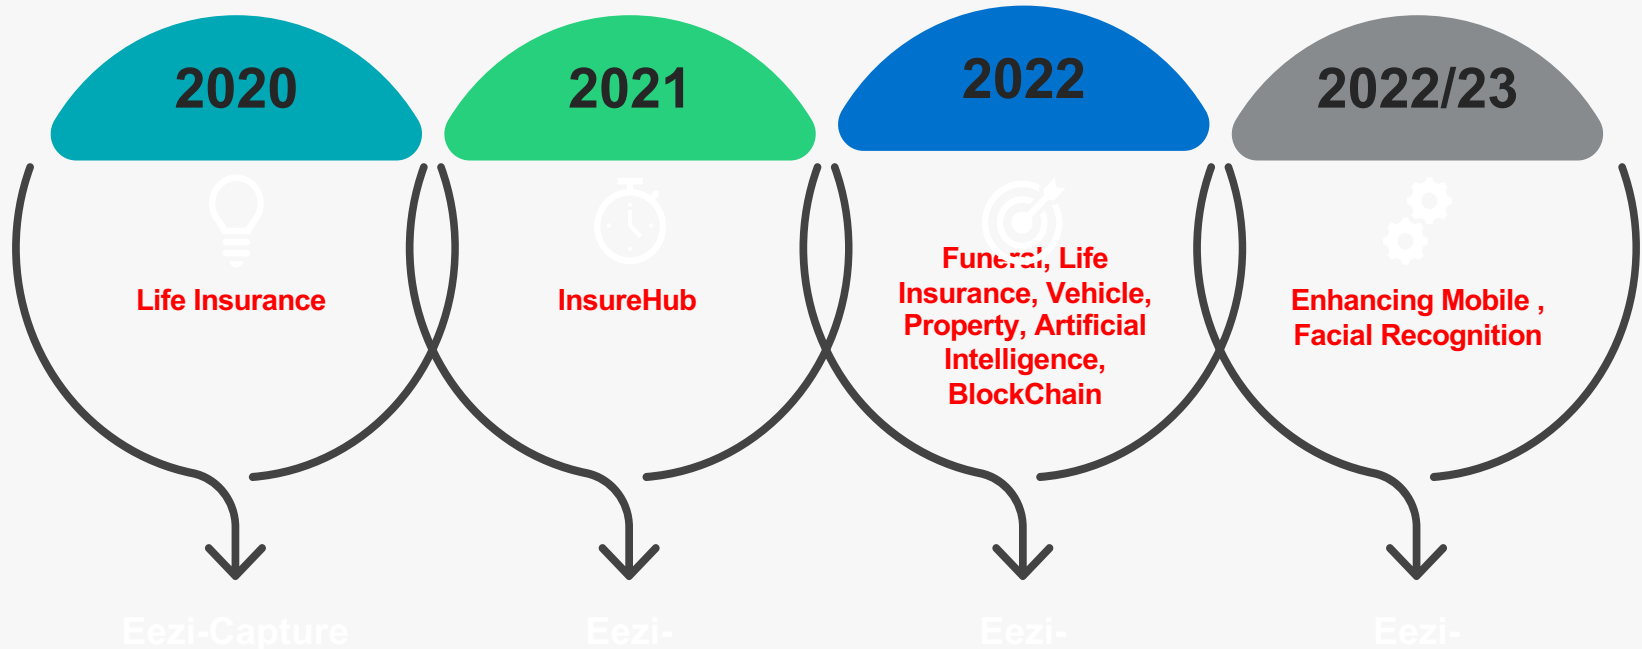 2020
2021
2022
2022/23
Life Insurance
InsureHub
Funeral, Life
Insurance, Vehicle,
Property, Artificial
Intelligence,
BlockChain
Enhancing Mobile ,
Facial Recognition
Eezi-Capture
Eezi-
Eezi-
Eezi-